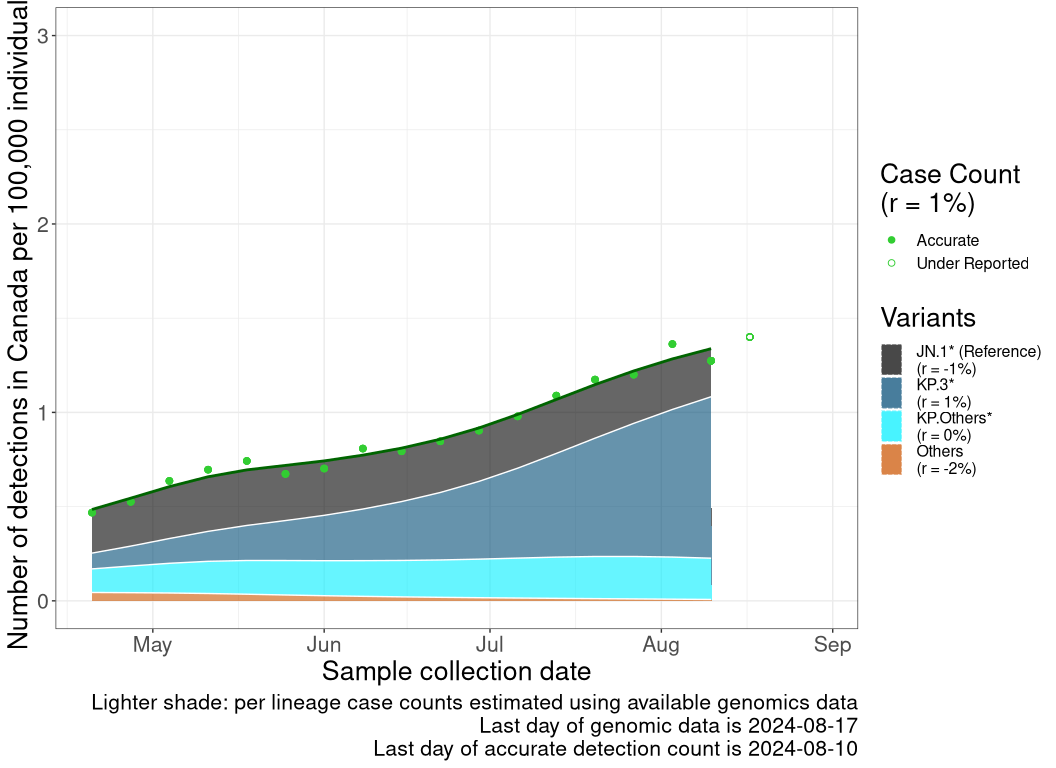 Number of detections in Canada per 100,000 individual
3
2
1
0
May
Jun
Jul
Aug
Sep
Sample collection date
Lighter shade: per lineage case counts estimated using available genomics data
Last day of genomic data is 2024-08-17
Last day of accurate detection count is 2024-08-10
Case Count
(r = 1%)
Accurate
Under Reported
Variants
JN.1* (Reference)
(r = -1%)
KP.3*
(r = 1%)
KP.Others*
(r = 0%)
Others
(r = -2%)